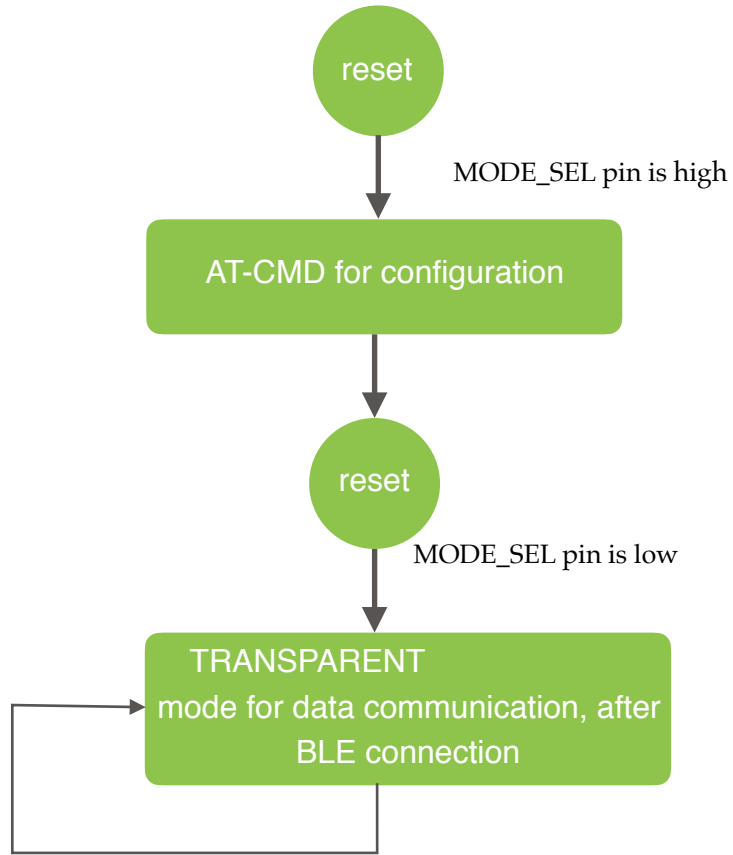 reset
MODE_SEL pin is high
AT-CMD for configuration
reset
MODE_SEL pin is low
TRANSPARENT
mode for data communication, after
BLE connection